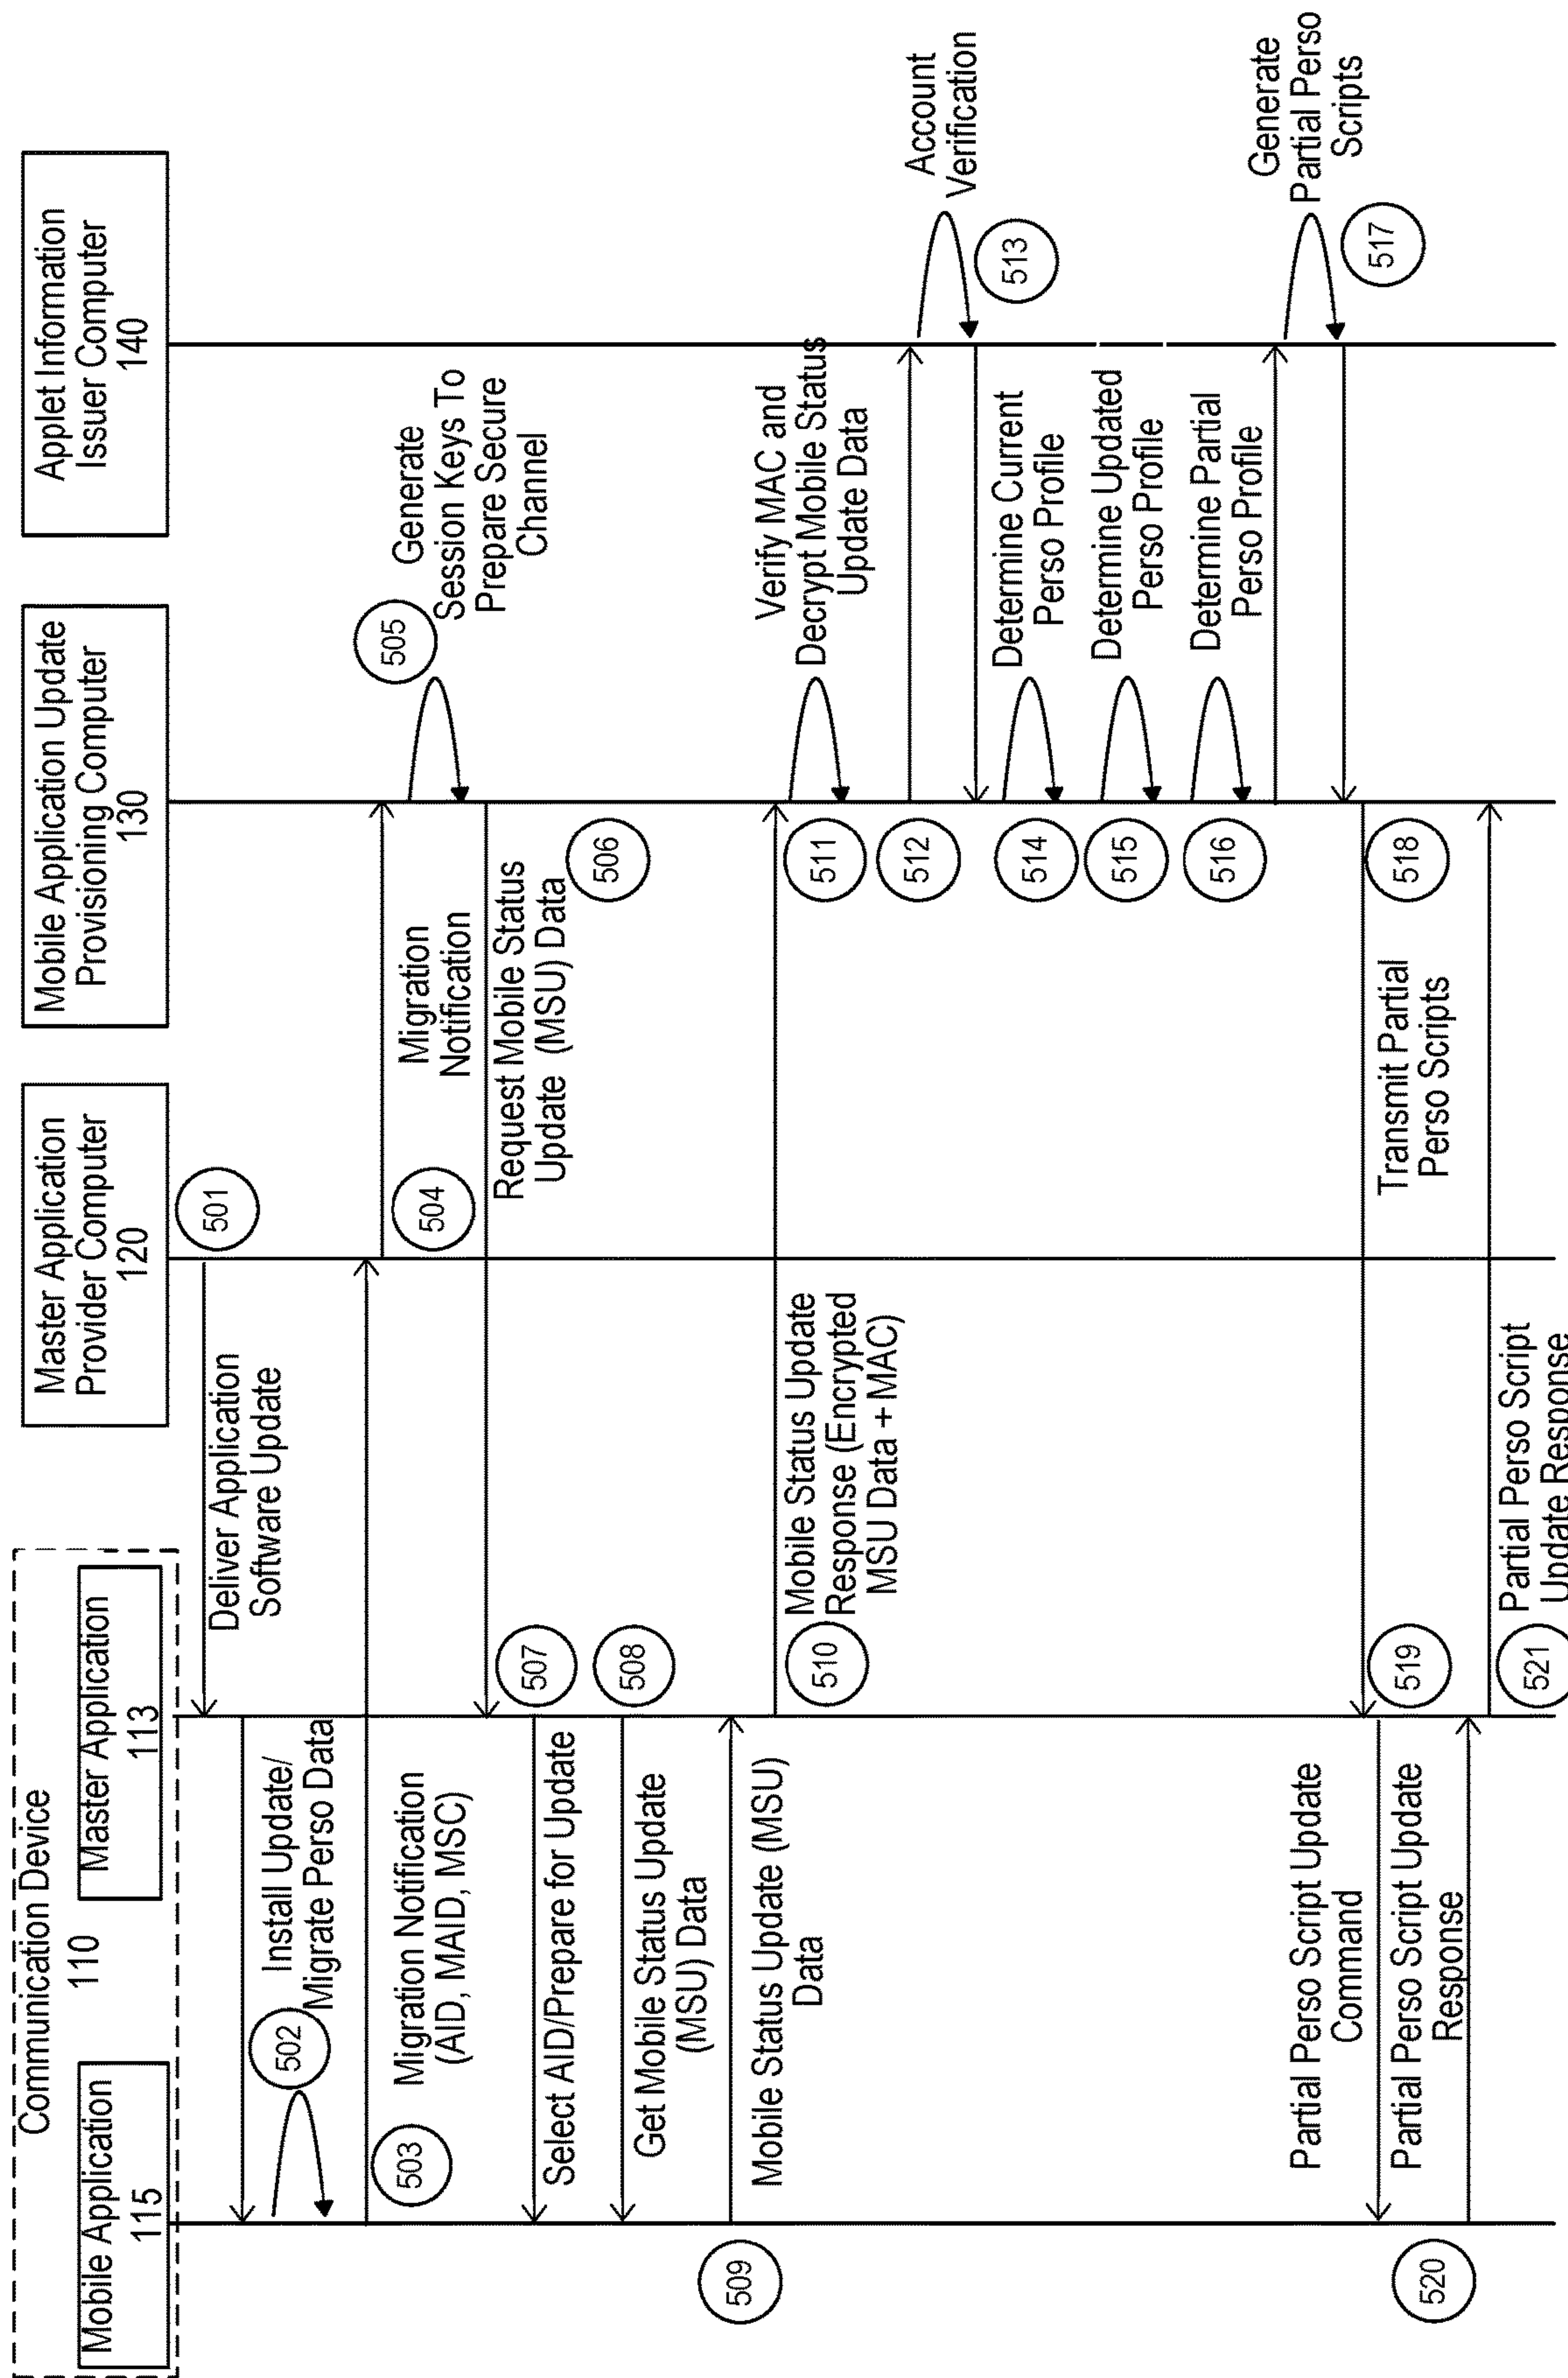 Communication Device
110
Mobile Application
115
Master Application
113
Master Application
Provider Computer
120
Mobile Application Update
Provisioning Computer
130
Applet Information
Issuer Computer
140
501
Deliver Application
Software Update
502
Install Update/
Migrate Perso Data
503
Migration Notification
(AID, MAID, MSC)
504
Migration
Notification
505
Generate
Session Keys To
Prepare Secure
Channel
506
Request Mobile Status
Update (MSU) Data
507
Select AID/Prepare for Update
508
Get Mobile Status Update
(MSU) Data
509
Mobile Status Update (MSU)
Data
510
Mobile Status Update
Response (Encrypted
MSU Data + MAC)
511
Verify MAC and
Decrypt Mobile Status
Update Data
512
Account
Verification
513
514
Determine Current
Perso Profile
515
Determine Updated
Perso Profile
516
Determine Partial
Perso Profile
Generate
Partial Perso
Scripts
517
518
Transmit Partial
Perso Scripts
519
Partial Perso Script Update
Command
520
Partial Perso Script Update
Response
521
Partial Perso Script
Update Response